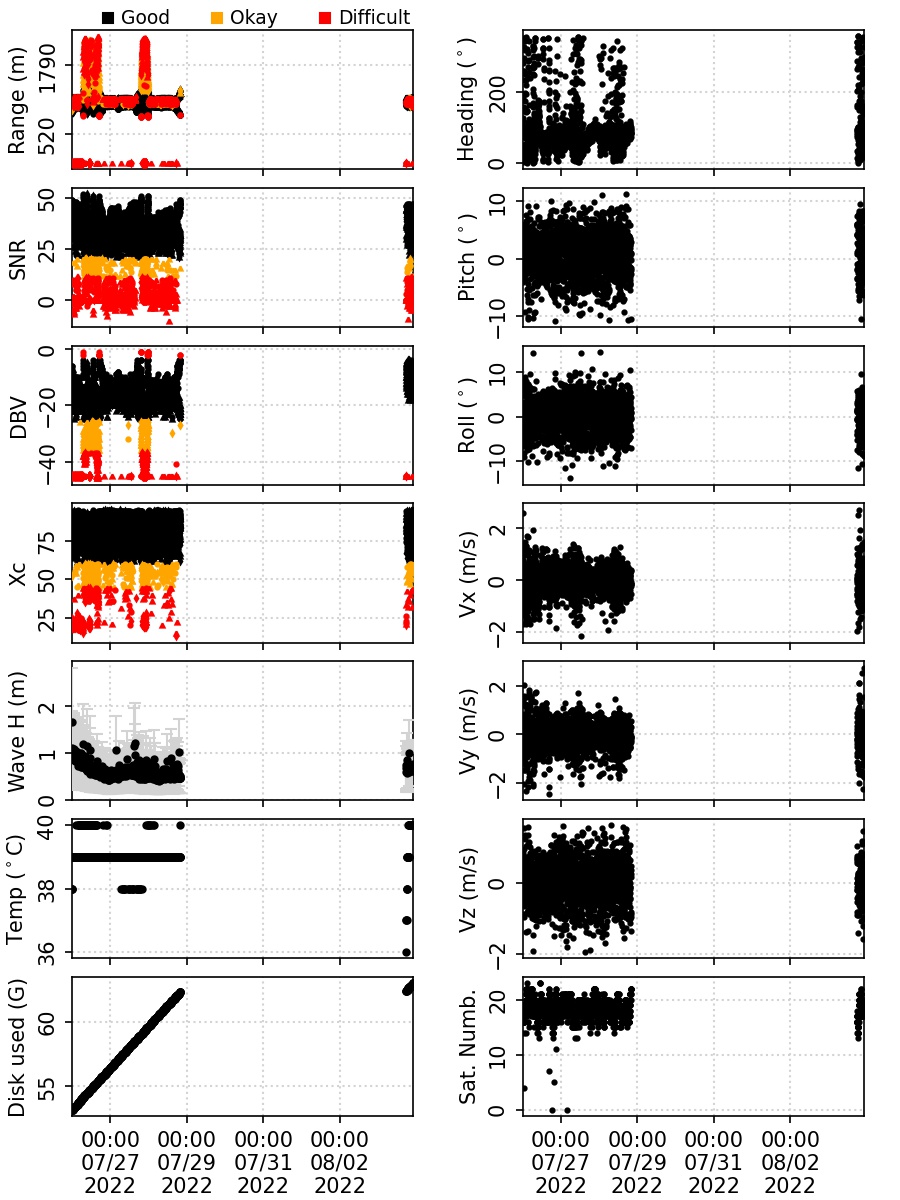 Good Okay Difficult
Range (m)
1790
520
SNR
50
25
0
DBV
0
−20
−40
Xc
75
50
25
Wave H (m)
2
1
0
Temp (°C)
40
38
36
Disk used (G)
60
55
00:00 00:00 00:00 00:00
07/27 07/29 07/31 08/02
2022 2022 2022 2022
Heading (°)
200
0
Pitch (°)
10
0
−10
Roll (°)
10
0
−10
Vx (m/s)
2
0
−2
Vy (m/s)
2
0
−2
Vz (m/s)
0
−2
Sat. Numb.
20
10
0
00:00 00:00 00:00 00:00
07/27 07/29 07/31 08/02
2022 2022 2022 2022